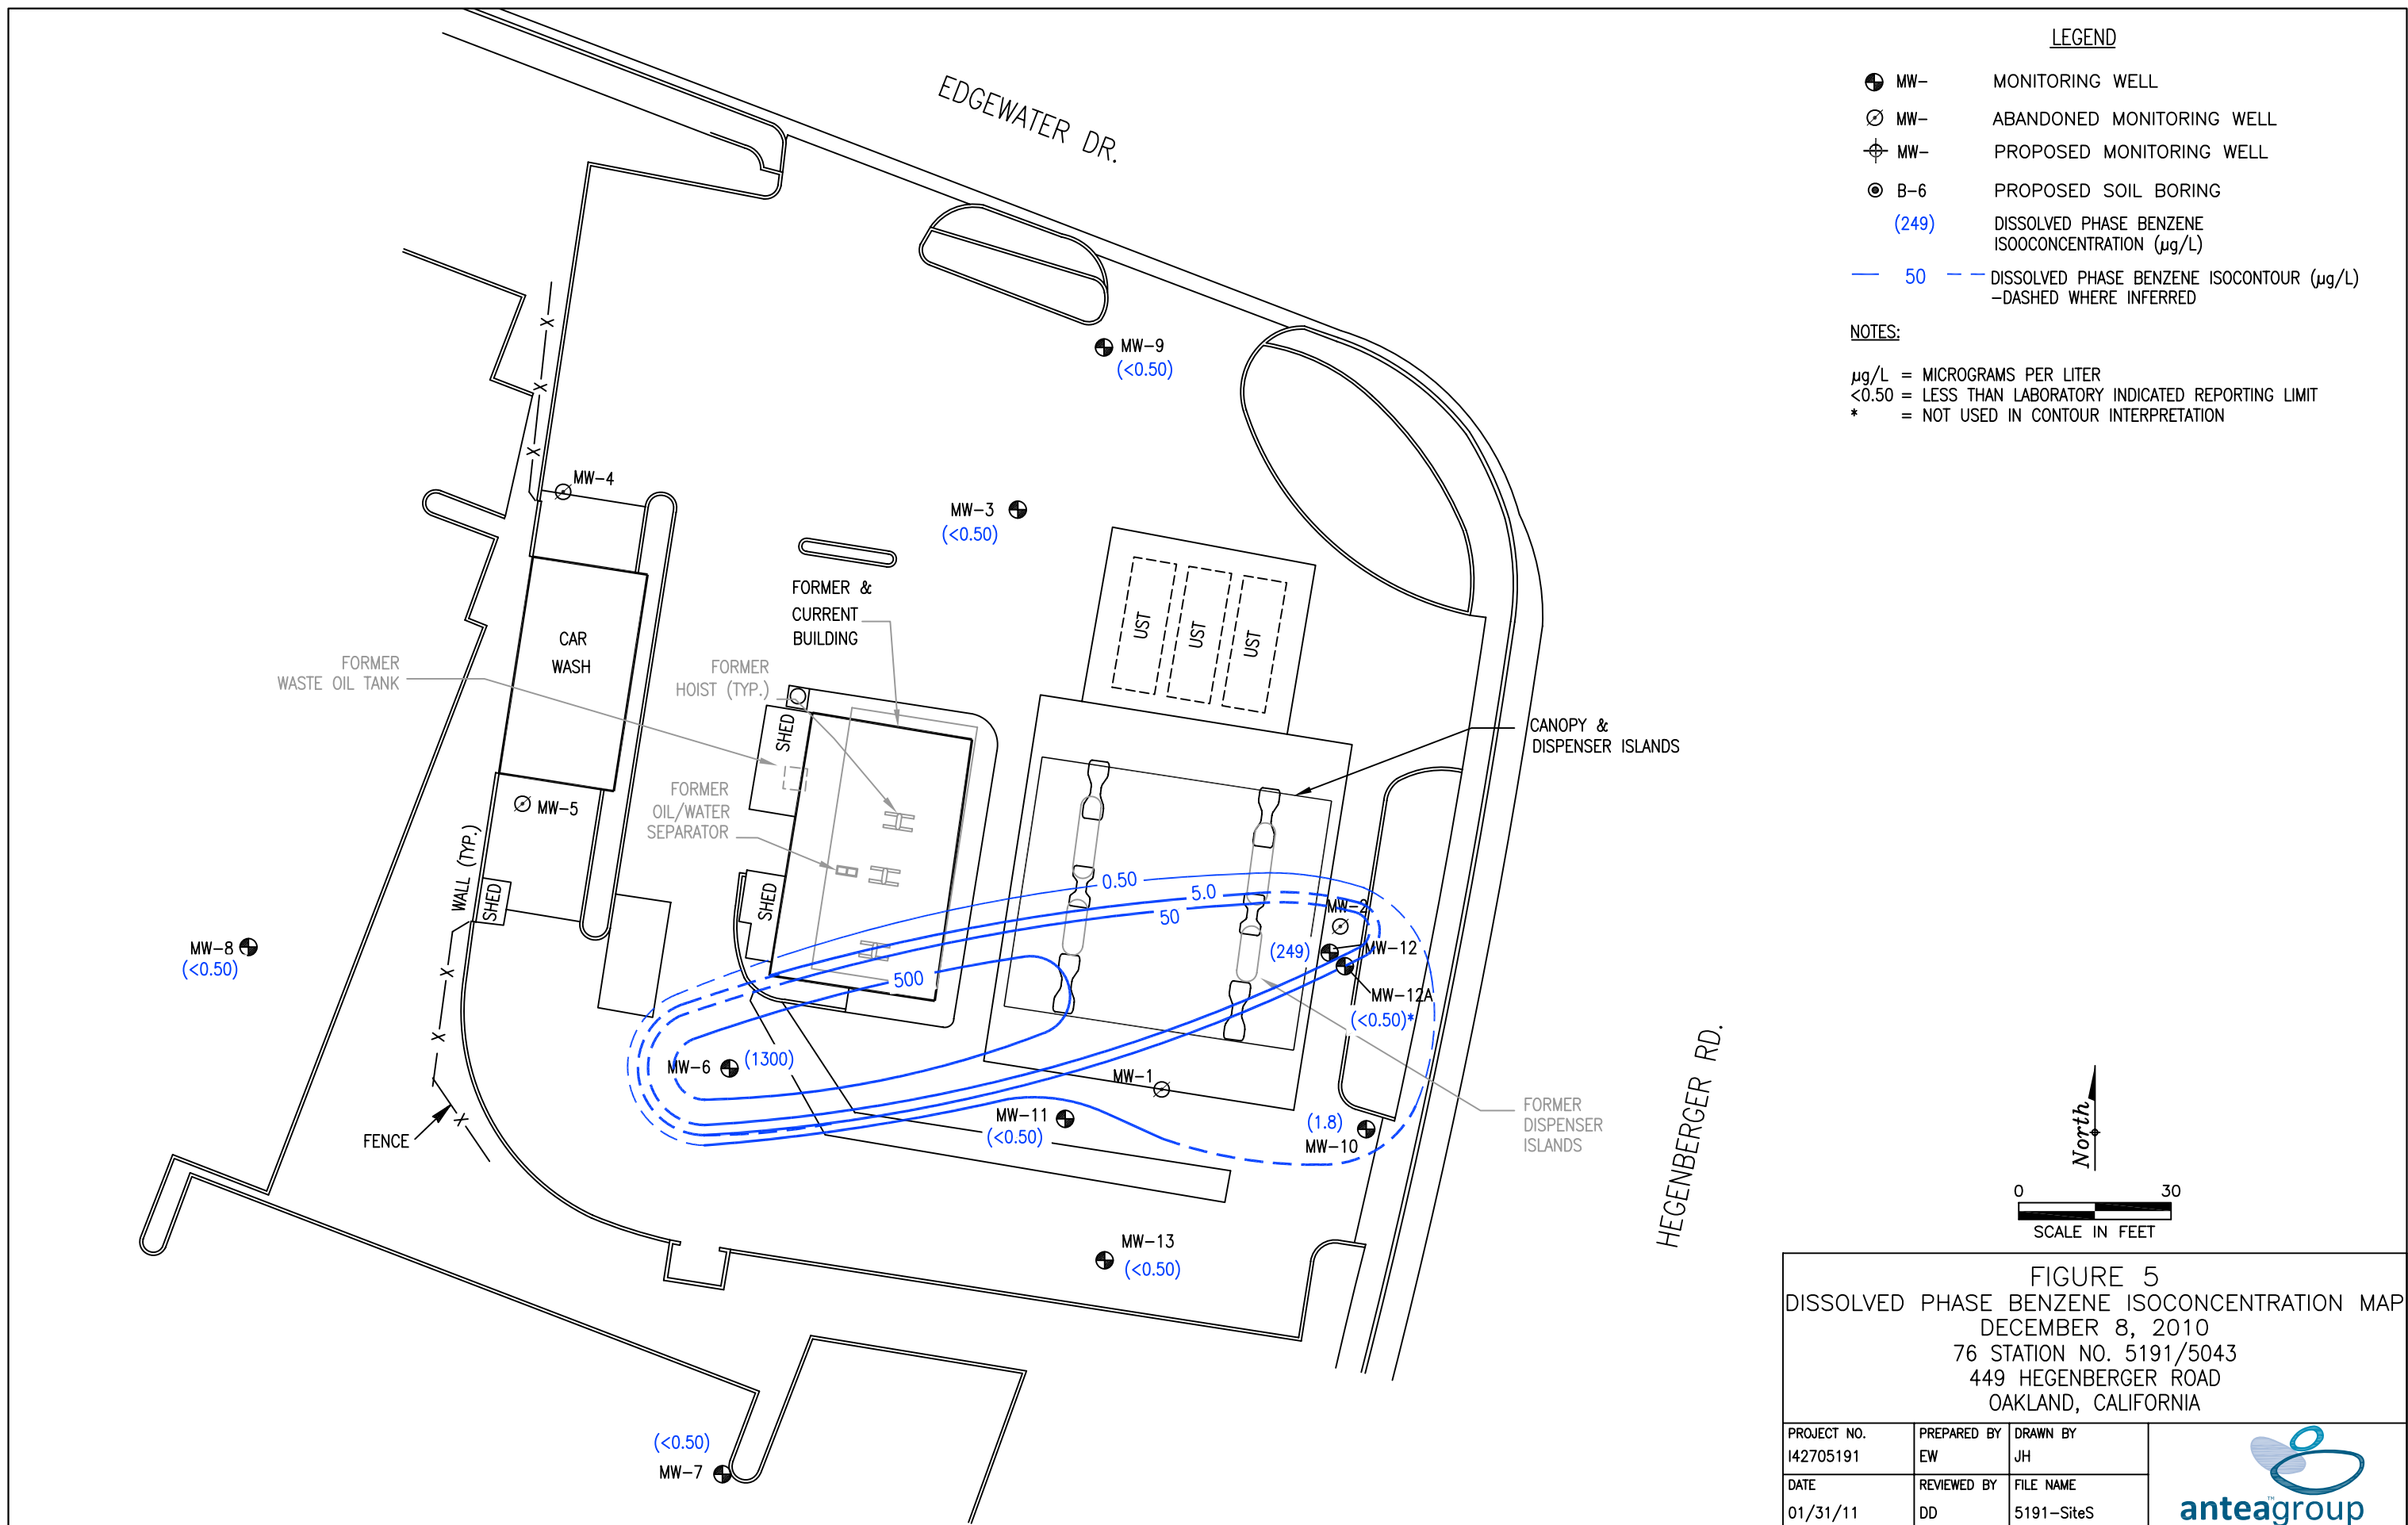 EDGEWATER DR.
LEGEND
MW- MONITORING WELL
MW- ABANDONED MONITORING WELL
MW- PROPOSED MONITORING WELL
B-6 PROPOSED SOIL BORING
(249) DISSOLVED PHASE BENZENE
ISOOCONCENTRATION (µg/L)
50 DISSOLVED PHASE BENZENE ISOCONTOUR (µg/L)
-DASHED WHERE INFERRED
NOTES:
µg/L = MICROGRAMS PER LITER
<0.50 = LESS THAN LABORATORY INDICATED REPORTING LIMIT
* = NOT USED IN CONTOUR INTERPRETATION
X
X
X
MW-9
(<0.50)
MW-4
MW-3
(<0.50)
FORMER &
CURRENT
BUILDING
UST
UST
UST
CAR
WASH
FORMER
WASTE OIL TANK
FORMER
HOIST (TYP.)
SHED
CANOPY &
DISPENSER ISLANDS
FORMER
OIL/WATER
SEPARATOR
MW-5
WALL (TYP.)
SHED
SHED
0.50
5.0
50
500
MW-2
MW-12
(249)
MW-12A
(<0.50)*
MW-8
(<0.50)
X
X
X
FENCE
MW-6
(1300)
MW-1
MW-11
(<0.50)
(1.8)
MW-10
FORMER
DISPENSER
ISLANDS
HEGENBERGER RD.
North
0 30
SCALE IN FEET
MW-13
(<0.50)
(<0.50)
MW-7
FIGURE 5
DISSOLVED PHASE BENZENE ISOCONCENTRATION MAP
DECEMBER 8, 2010
76 STATION NO. 5191/5043
449 HEGENBERGER ROAD
OAKLAND, CALIFORNIA
PROJECT NO. PREPARED BY DRAWN BY
I42705191 EW JH
DATE REVIEWED BY FILE NAME
01/31/11 DD 5191-SiteS
anteagroup™